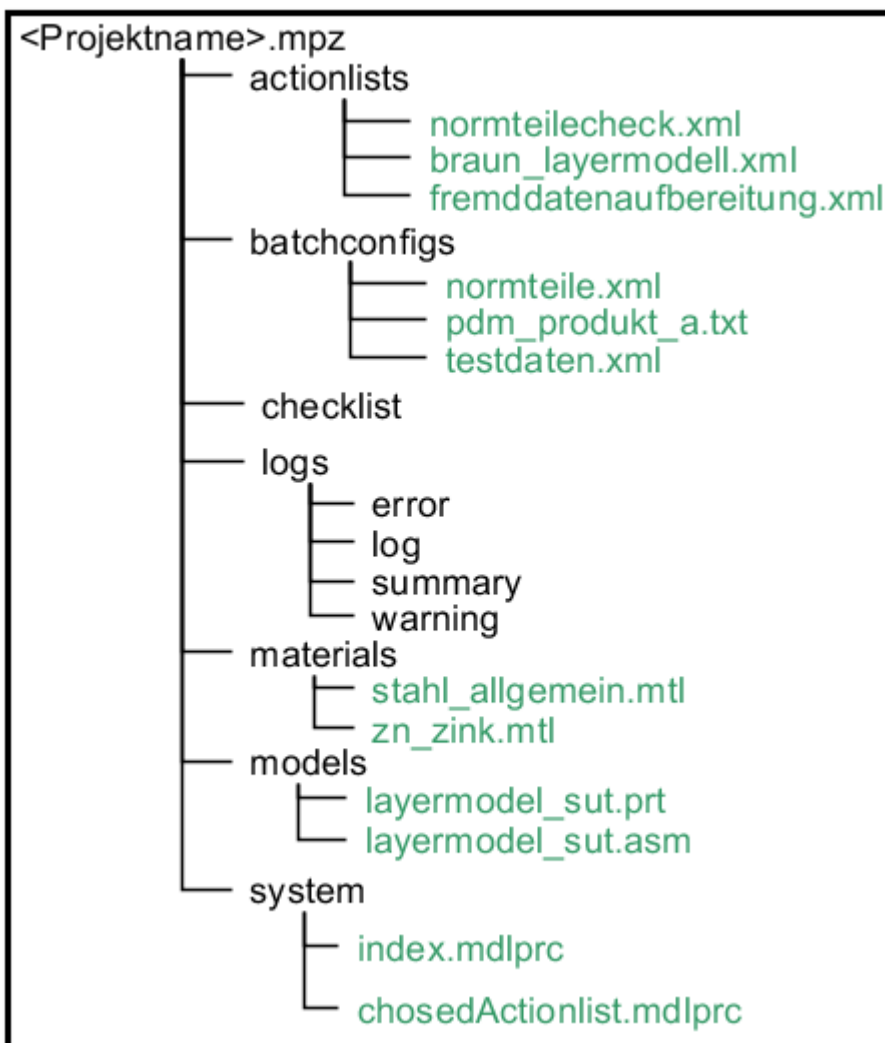 <Projektname>.mpz
actionlists
normteilecheck.xml
braun_layermodell.xml
fremddatenaufbereitung.xml
batchconfigs
normteile.xml
pdm_produkt_a.txt
testdaten.xml
checklist
logs
error
log
summary
warning
materials
stahl_allgemein.mtl
zn_zink.mtl
models
layermodel_sut.prt
layermodel_sut.asm
system
index.mdlprc
chosedActionlist.mdlprc